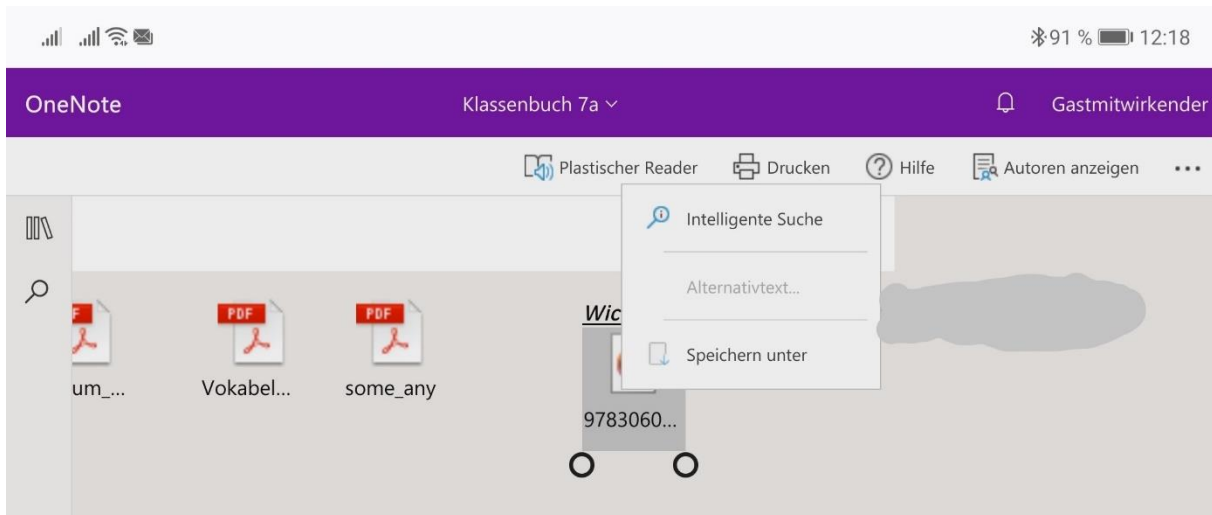 91 % 12:18
OneNote Klassenbuch 7a Gastmitwirkender
Plastischer Reader Drucken Hilfe Autoren anzeigen ...
Intelligente Suche
Alternativtext...
Speichern unter
PDF PDF
um_... Vokabel... some_any
Wic
9783060...